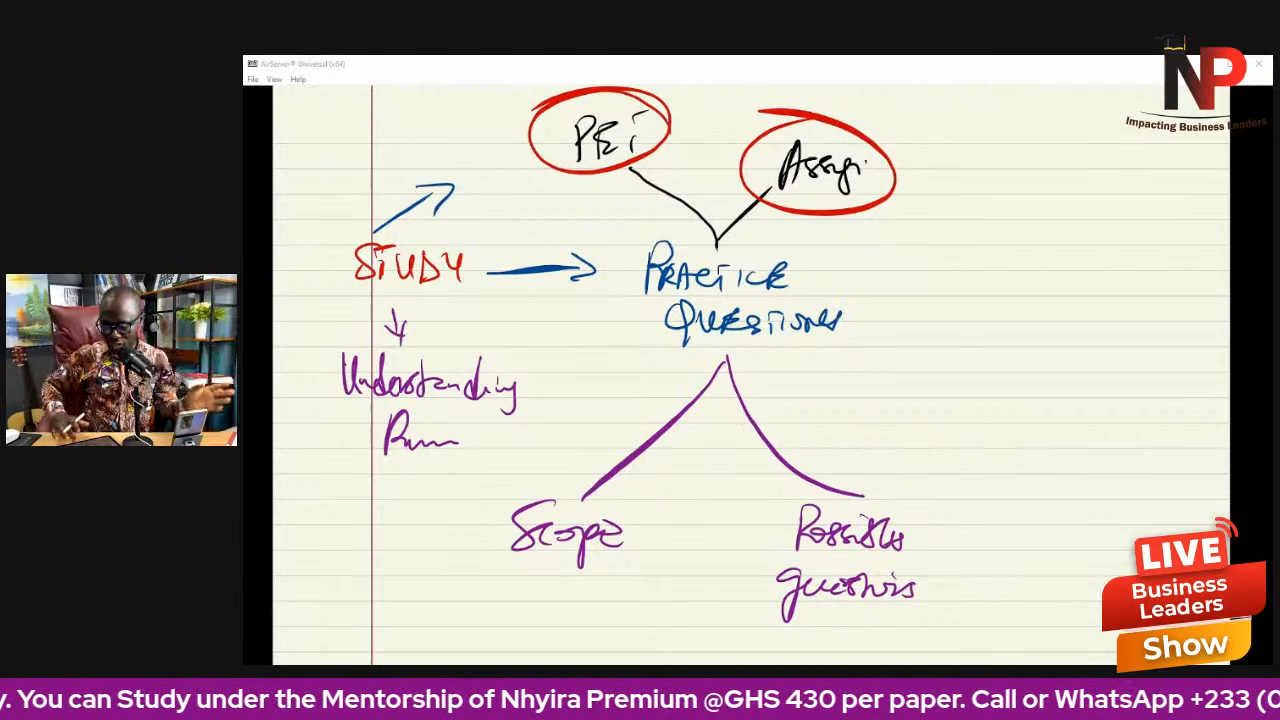 AirServer® Universal (x64)
File View Help
NP
Impacting Business Leaders
PEI
Assgi
STUDY
PRACTICE
QUESTIONS
Understanding
Scope
Possible
questions
LIVE
Business
Leaders
Show
y. You can Study under the Mentorship of Nhyira Premium @GHS 430 per paper. Call or WhatsApp +233 (0